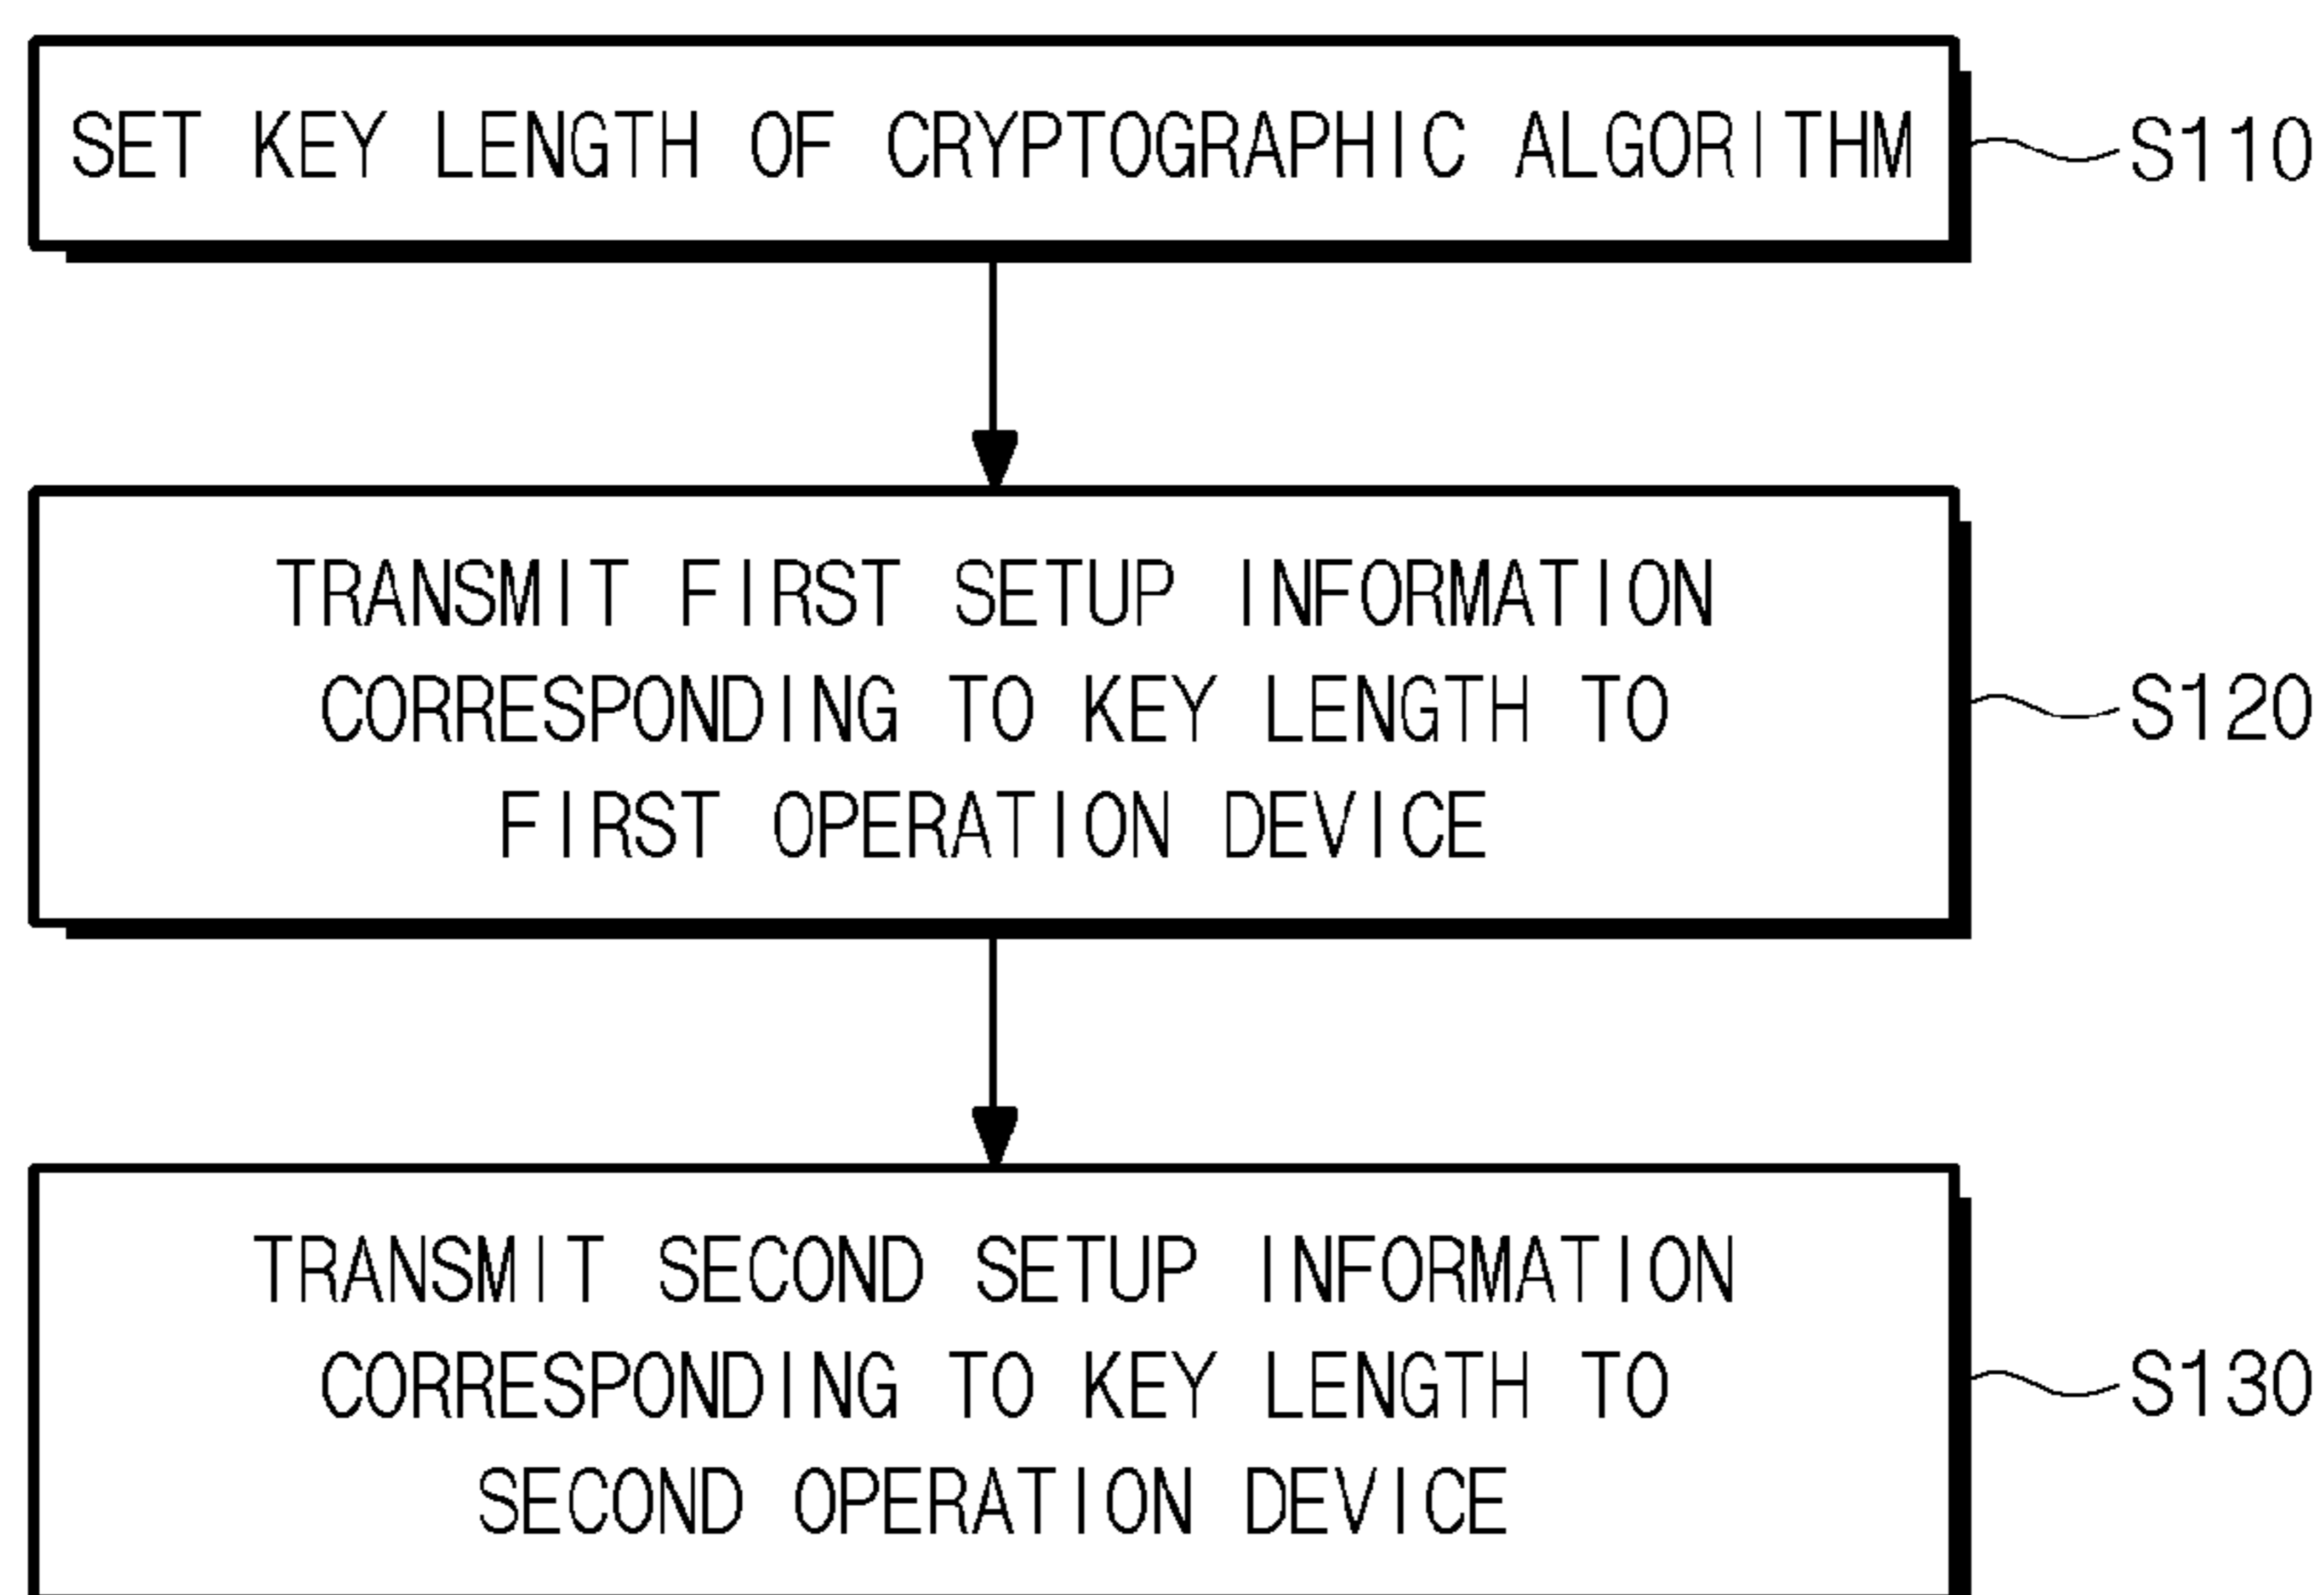 SET KEY LENGTH OF CRYPTOGRAPHIC ALGORITHM
S110
TRANSMIT FIRST SETUP INFORMATION
CORRESPONDING TO KEY LENGTH TO
FIRST OPERATION DEVICE
S120
TRANSMIT SECOND SETUP INFORMATION
CORRESPONDING TO KEY LENGTH TO
SECOND OPERATION DEVICE
S130